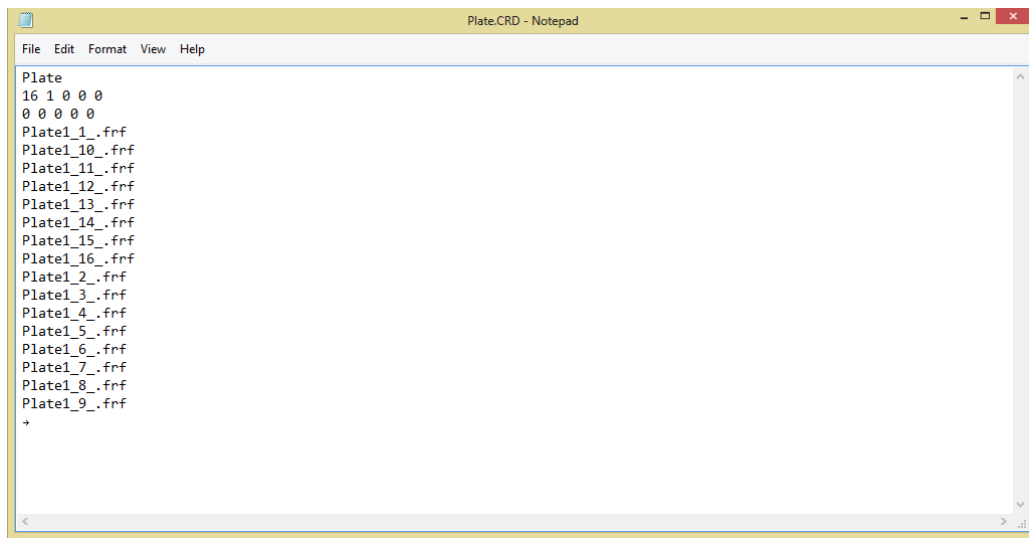 Plate.CRD - Notepad
File Edit Format View Help
Plate
16 1 0 0 0
0 0 0 0 0
Plate1_1_.frf
Plate1_10_.frf
Plate1_11_.frf
Plate1_12_.frf
Plate1_13_.frf
Plate1_14_.frf
Plate1_15_.frf
Plate1_16_.frf
Plate1_2_.frf
Plate1_3_.frf
Plate1_4_.frf
Plate1_5_.frf
Plate1_6_.frf
Plate1_7_.frf
Plate1_8_.frf
Plate1_9_.frf
→